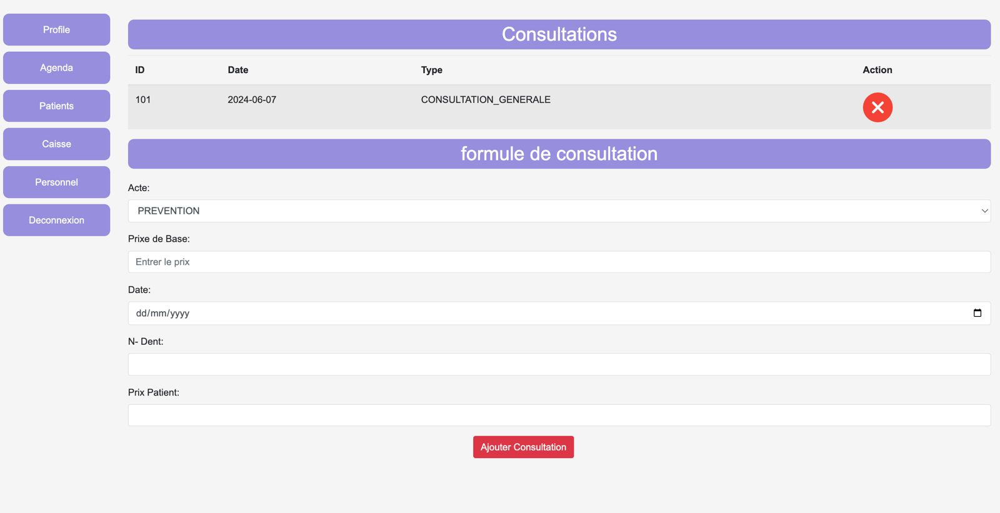 Profile
Agenda
Patients
Caisse
Personnel
Deconnexion
Consultations
ID Date Type Action
101 2024-06-07 CONSULTATION_GENERALE
formule de consultation
Acte:
PREVENTION
Prixe de Base:
Entrer le prix
Date:
dd/mm/yyyy
N- Dent:
Prix Patient:
Ajouter Consultation